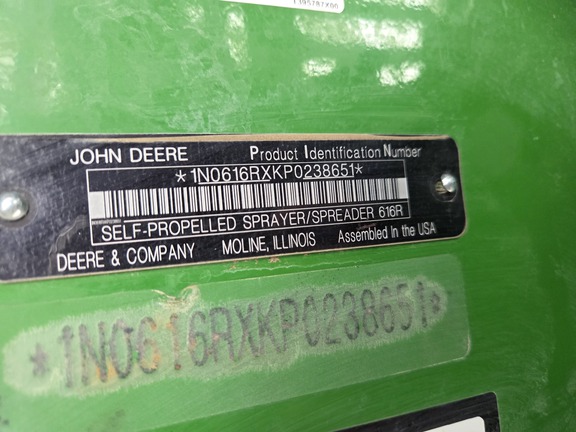 JOHN DEERE Product Identification Number
*1N0616RXKP0238651*
SELF-PROPELLED SPRAYER/SPREADER 616R
DEERE & COMPANY MOLINE, ILLINOIS Assembled In the USA
*1N0616RXKP0238651*